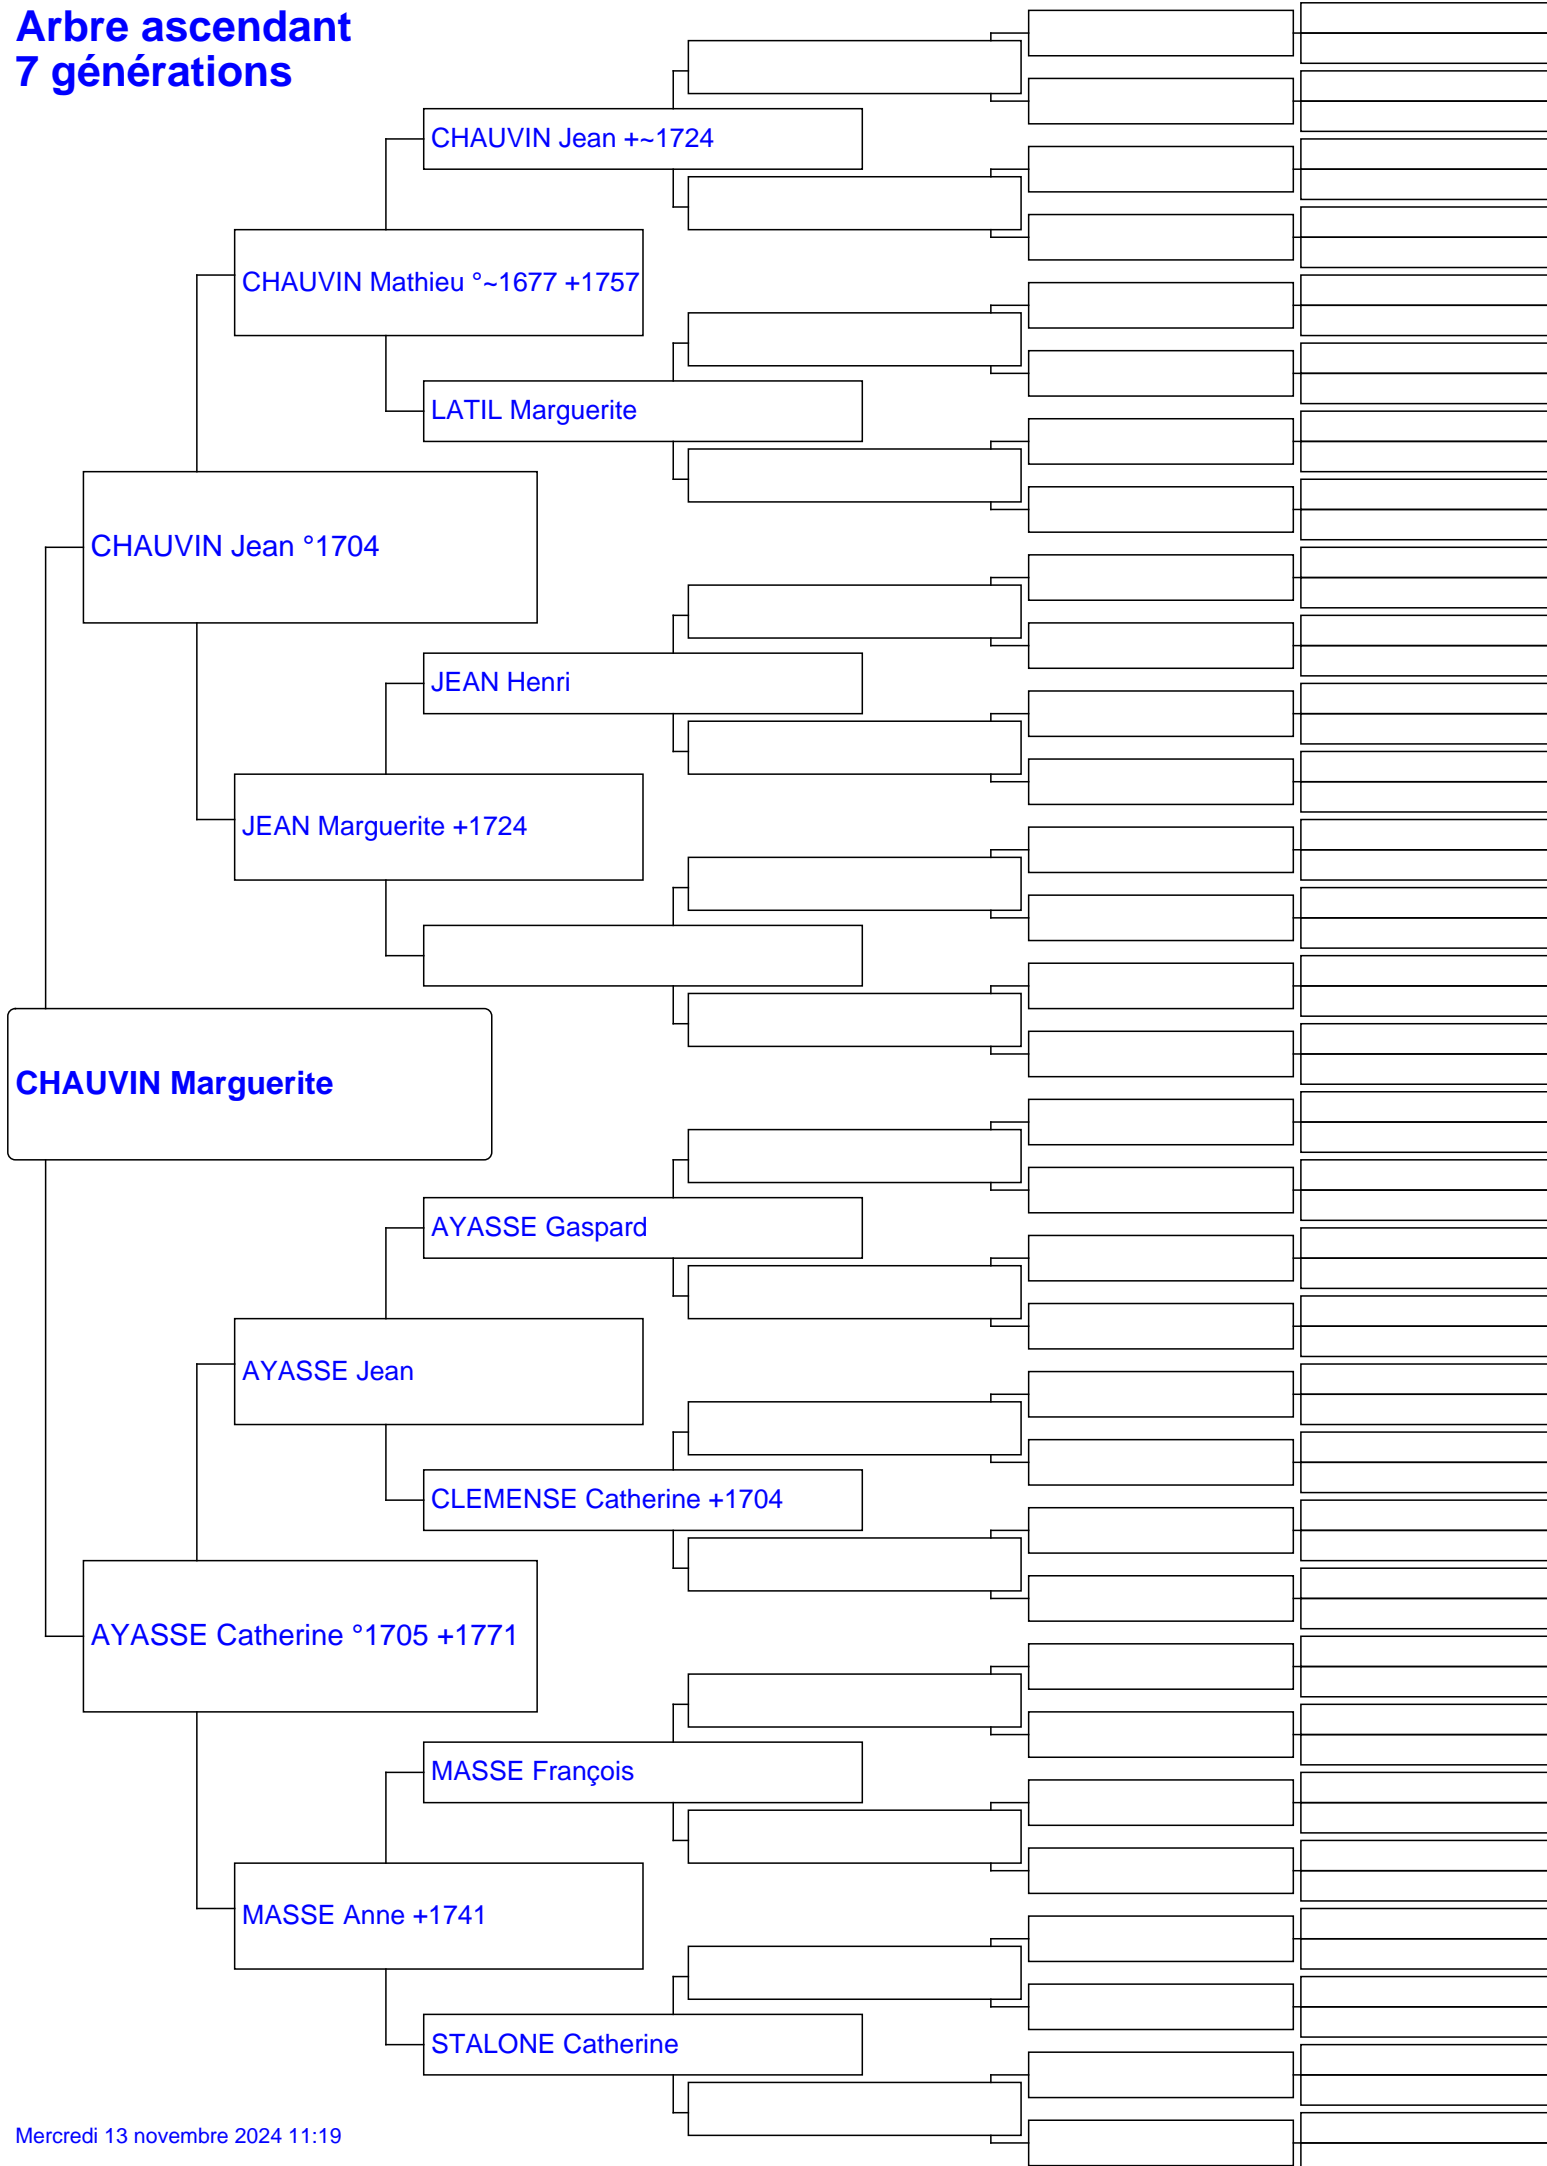 Arbre ascendant
7 générations
CHAUVIN Jean +~1724
CHAUVIN Mathieu °~1677 +1757
LATIL Marguerite
CHAUVIN Jean °1704
JEAN Henri
JEAN Marguerite +1724
CHAUVIN Marguerite
AYASSE Gaspard
AYASSE Jean
CLEMENSE Catherine +1704
AYASSE Catherine °1705 +1771
MASSE François
MASSE Anne +1741
STALONE Catherine
Mercredi 13 novembre 2024 11:19